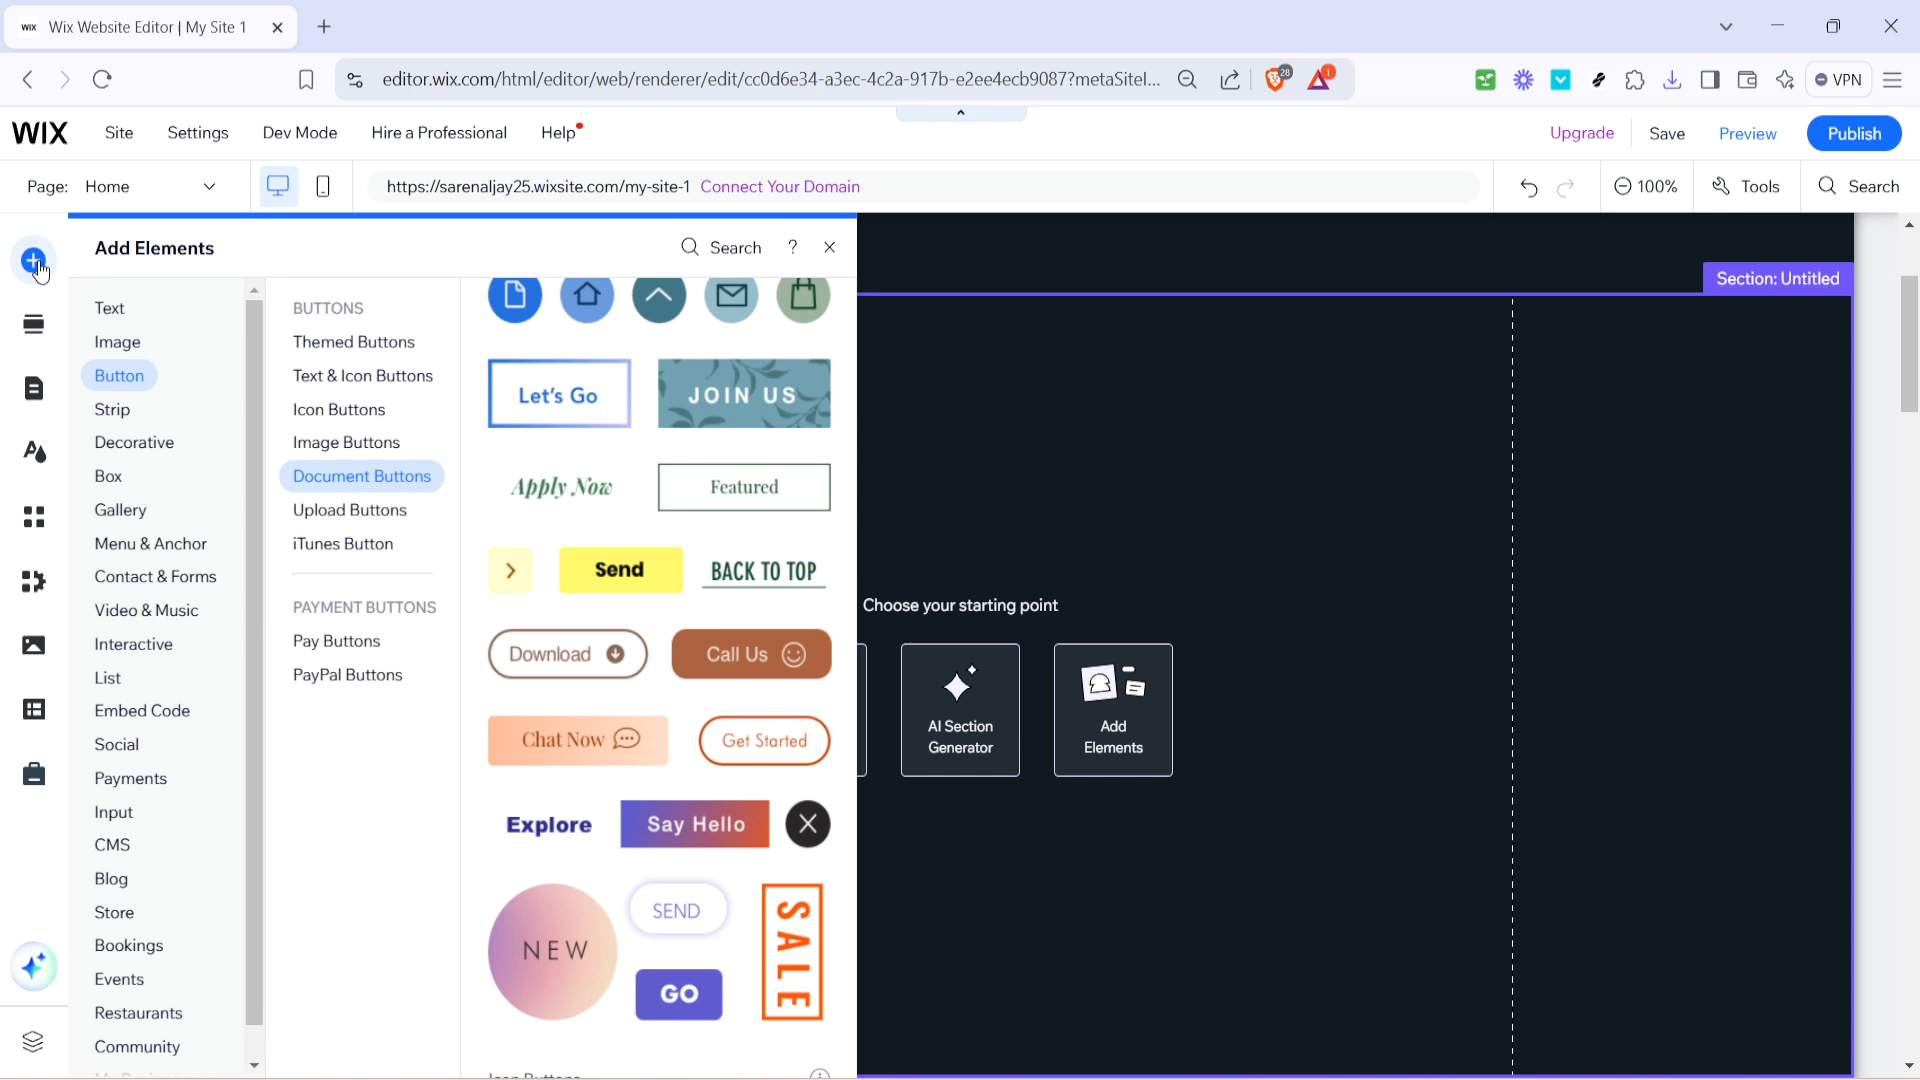 WIX Wix Website Editor | My Site 1
editor.wix.com/html/editor/web/renderer/edit/cc0d6e34-a3ec-4c2a-917b-e2ee4ecb9087?metaSiteI...
28
1
VPN
WIX Site Settings Dev Mode Hire a Professional Help
Upgrade Save Preview Publish
Page: Home
https://sarenaljay25.wixsite.com/my-site-1 Connect Your Domain
100% Tools Search
Add Elements
Search ?
Section: Untitled
Text
Image
Button
Strip
Decorative
Box
Gallery
Menu & Anchor
Contact & Forms
Video & Music
Interactive
List
Embed Code
Social
Payments
Input
CMS
Blog
Store
Bookings
Events
Restaurants
Community
BUTTONS
Themed Buttons
Text & Icon Buttons
Icon Buttons
Image Buttons
Document Buttons
Upload Buttons
iTunes Button
PAYMENT BUTTONS
Pay Buttons
PayPal Buttons
Let's Go JOIN US
Apply Now Featured
Send BACK TO TOP
Download Call Us
Chat Now Get Started
Explore Say Hello
NEW SEND
GO
SALE
Choose your starting point
AI Section
Generator
Add
Elements